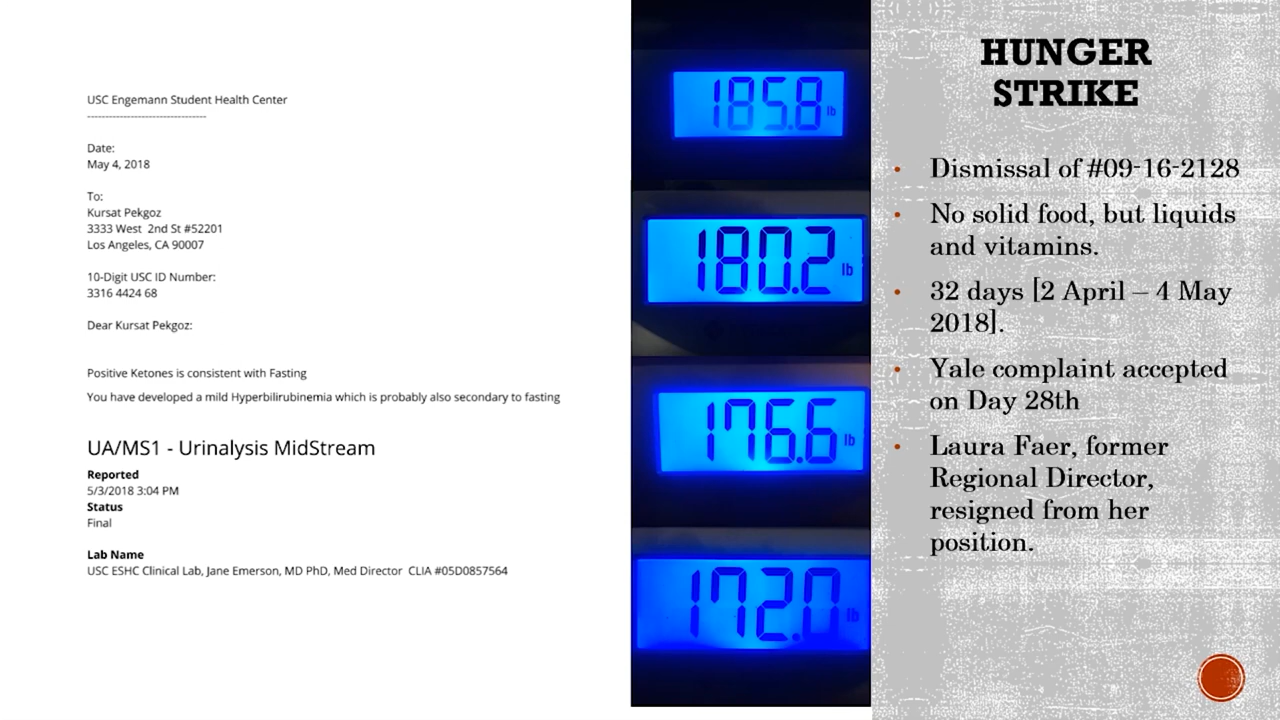 USC Engemann Student Health Center
---------------------------------
Date:
May 4, 2018
To:
Kursat Pekgoz
3333 West 2nd St #52201
Los Angeles, CA 90007
10-Digit USC ID Number:
3316 4424 68
Dear Kursat Pekgoz:
Positive Ketones is consistent with Fasting
You have developed a mild Hyperbilirubinemia which is probably also secondary to fasting
UA/MS1 - Urinalysis MidStream
Reported
5/3/2018 3:04 PM
Status
Final
Lab Name
USC ESHC Clinical Lab, Jane Emerson, MD PhD, Med Director CLIA #05D0857564
185.8 lb
180.2 lb
176.6 lb
172.0 lb
HUNGER
STRIKE
• Dismissal of #09-16-2128
• No solid food, but liquids
and vitamins.
• 32 days [2 April – 4 May
2018].
• Yale complaint accepted
on Day 28th
• Laura Faer, former
Regional Director,
resigned from her
position.